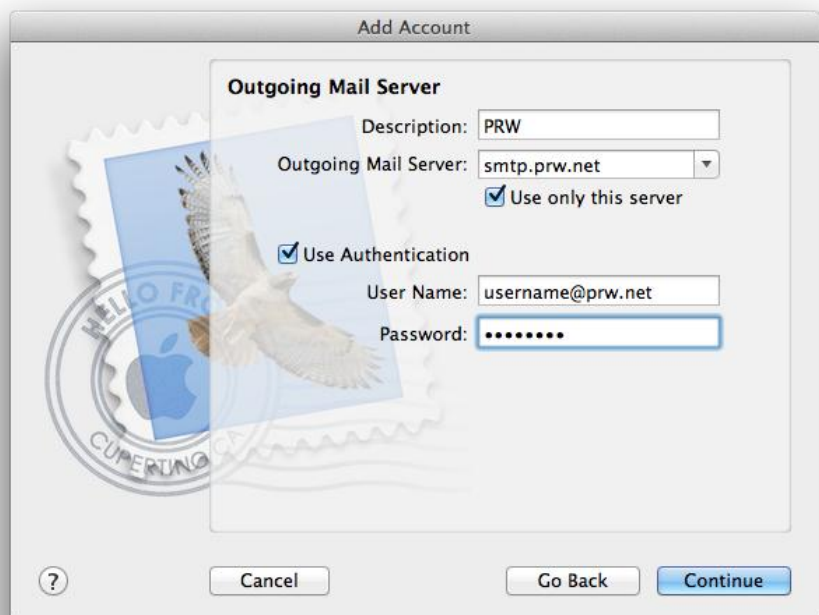 Add Account
Outgoing Mail Server
Description: PRW
Outgoing Mail Server: smtp.prw.net
Use only this server
Use Authentication
User Name: username@prw.net
Password: ••••••••
HELLO FRO
CUPERTINO CA
?
Cancel
Go Back
Continue